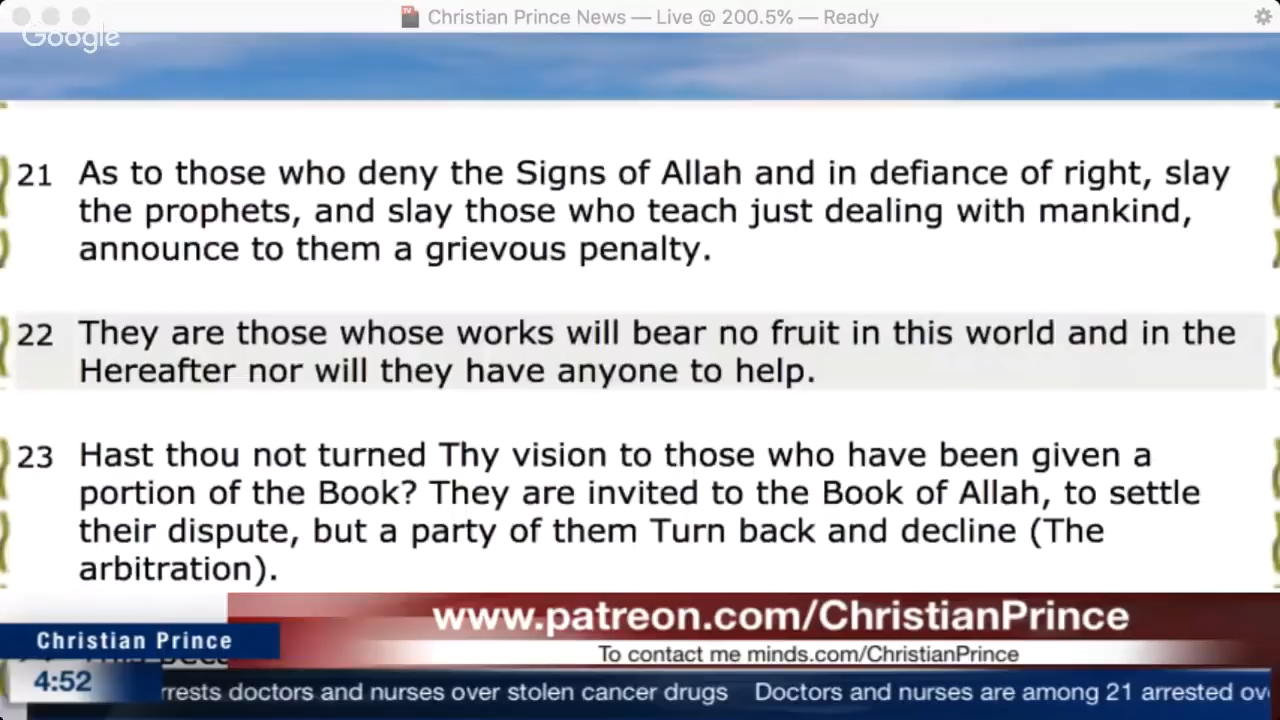 Christian Prince News — Live @ 200.5% — Ready
Google
21 As to those who deny the Signs of Allah and in defiance of right, slay
the prophets, and slay those who teach just dealing with mankind,
announce to them a grievous penalty.
22 They are those whose works will bear no fruit in this world and in the
Hereafter nor will they have anyone to help.
23 Hast thou not turned Thy vision to those who have been given a
portion of the Book? They are invited to the Book of Allah, to settle
their dispute, but a party of them Turn back and decline (The
arbitration).
www.patreon.com/ChristianPrince
Christian Prince
To contact me minds.com/ChristianPrince
4:52
rrests doctors and nurses over stolen cancer drugs Doctors and nurses are among 21 arrested ov